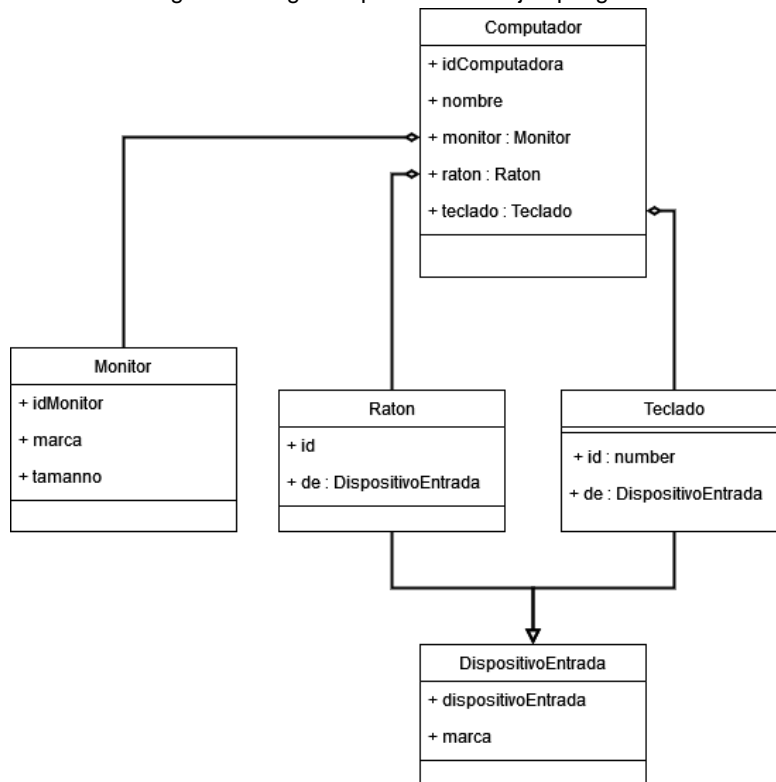 Computador
+ idComputadora
+ nombre
+ monitor : Monitor
+ raton : Raton
+ teclado : Teclado
Monitor
+ idMonitor
+ marca
+ tamanno
Raton
+ id
+ de : DispositivoEntrada
Teclado
+ id : number
+ de : DispositivoEntrada
DispositivoEntrada
+ dispositivoEntrada
+ marca